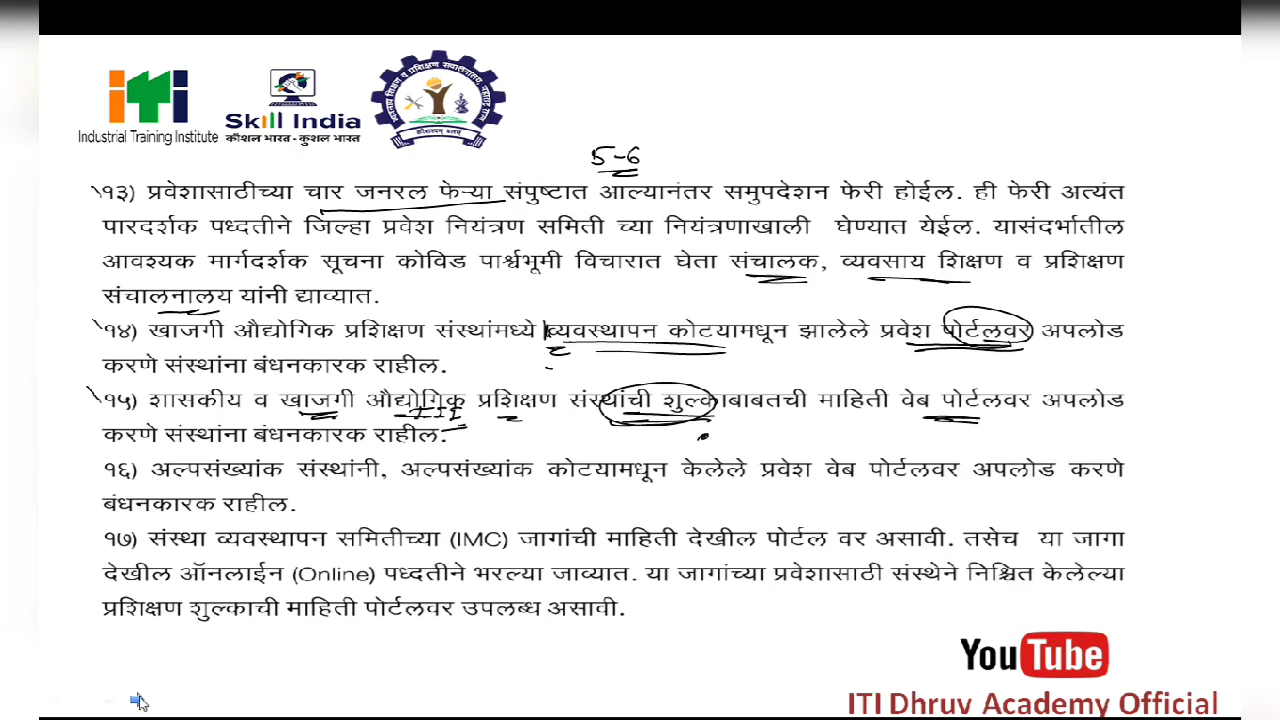 ITI
Industrial Training Institute
Skill India
कौशल भारत - कुशल भारत
5-6
१३) प्रवेशासाठीच्या चार जनरल फेऱ्या संपुष्टात आल्यानंतर समुपदेशन फेरी होईल. ही फेरी अत्यंत
पारदर्शक पध्दतीने जिल्हा प्रवेश नियंत्रण समिती च्या नियंत्रणाखाली घेण्यात येईल. यासंदर्भातील
आवश्यक मार्गदर्शक सूचना कोविड पार्श्वभूमी विचारात घेता संचालक, व्यवसाय शिक्षण व प्रशिक्षण
संचालनालय यांनी द्याव्यात.
१४) खाजगी औद्योगिक प्रशिक्षण संस्थांमध्ये व्यवस्थापन कोटयामधून झालेले प्रवेश पोर्टलवर अपलोड
करणे संस्थांना बंधनकारक राहील.
१५) शासकीय व खाजगी औद्योगिक प्रशिक्षण संस्थांची शुल्काबाबतची माहिती वेब पोर्टलवर अपलोड
करणे संस्थांना बंधनकारक राहील.
१६) अल्पसंख्यांक संस्थांनी, अल्पसंख्यांक कोटयामधून केलेले प्रवेश वेब पोर्टलवर अपलोड करणे
बंधनकारक राहील.
१७) संस्था व्यवस्थापन समितीच्या (IMC) जागांची माहिती देखील पोर्टल वर असावी. तसेच या जागा
देखील ऑनलाईन (Online) पध्दतीने भरल्या जाव्यात. या जागांच्या प्रवेशासाठी संस्थेने निश्चित केलेल्या
प्रशिक्षण शुल्काची माहिती पोर्टलवर उपलब्ध असावी.
YouTube
ITI Dhruv Academy Official